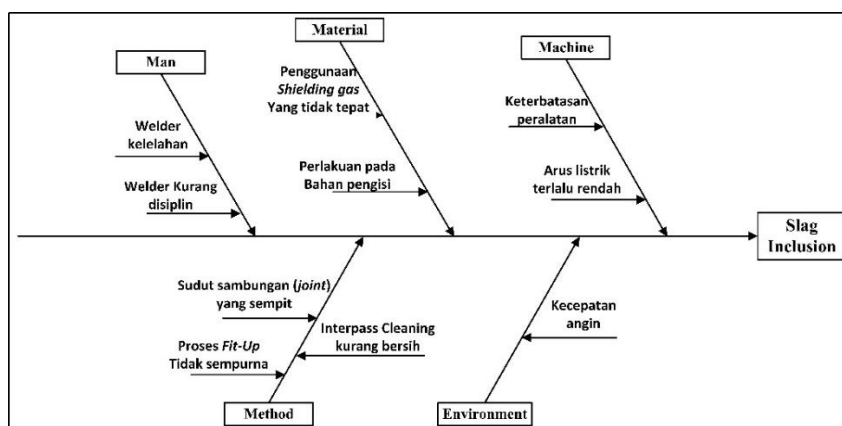 Man
Material
Machine
Welder
kelelahan
Welder Kurang
disiplin
Penggunaan
Shielding gas
Yang tidak tepat
Perlakuan pada
Bahan pengisi
Keterbatasan
peralatan
Arus listrik
terlalu rendah
Slag
Inclusion
Sudut sambungan (joint)
yang sempit
Proses Fit-Up
Tidak sempurna
Interpass Cleaning
kurang bersih
Kecepatan
angin
Method
Environment